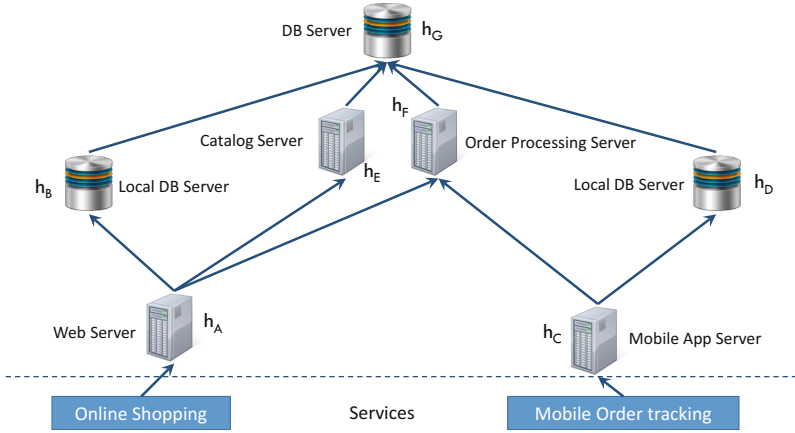 DB Server
hG
hF
Catalog Server
Order Processing Server
hE
hB
Local DB Server
Local DB Server
hD
Web Server
hA
hC
Mobile App Server
Online Shopping
Services
Mobile Order tracking